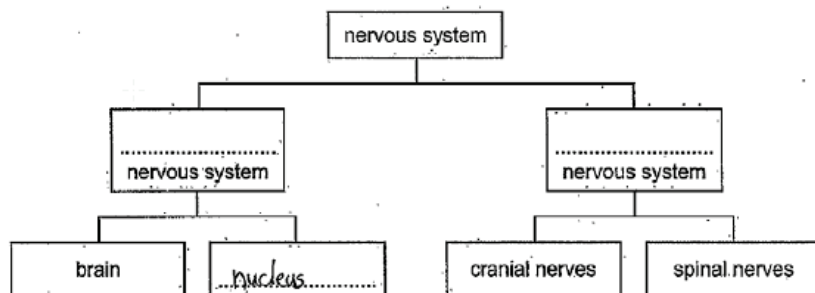 nervous system
nervous system
nervous system
brain
nucleus
cranial nerves
spinal nerves